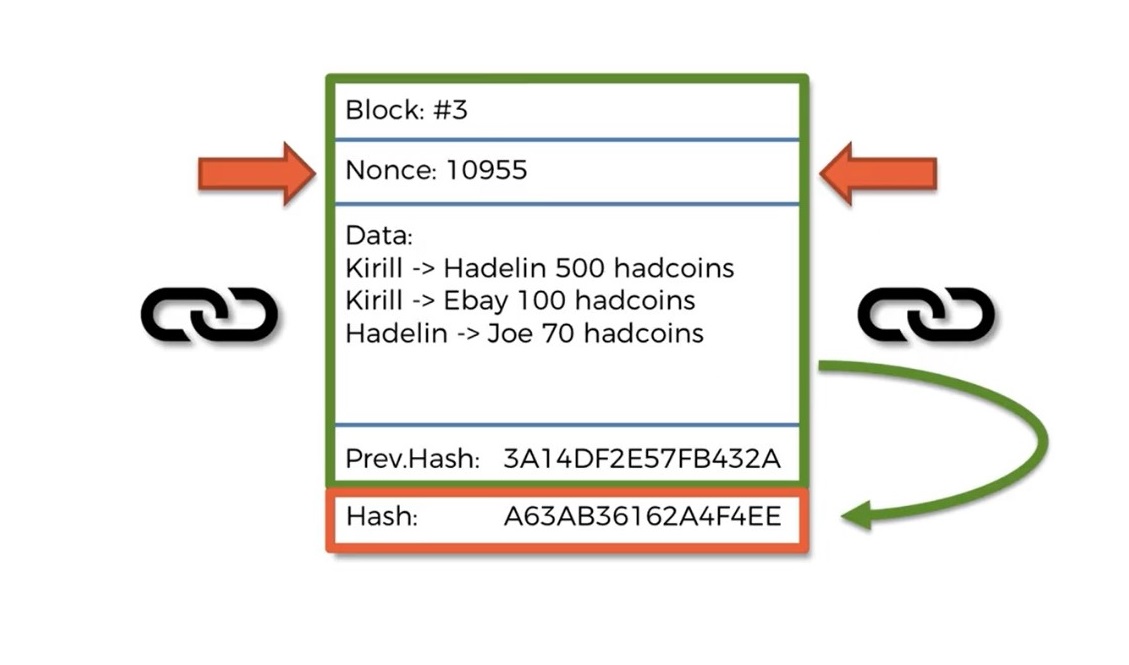 Block: #3
Nonce: 10955
Data:
Kirill -> Hadelin 500 hadcoins
Kirill -> Ebay 100 hadcoins
Hadelin -> Joe 70 hadcoins
Prev.Hash: 3A14DF2E57FB432A
Hash: A63AB36162A4F4EE